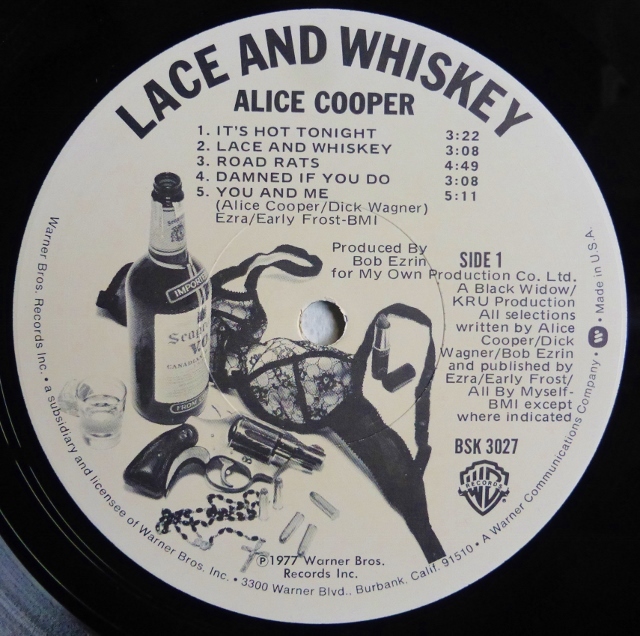 LACE AND WHISKEY
ALICE COOPER
1. IT'S HOT TONIGHT 3:22
2. LACE AND WHISKEY 3:08
3. ROAD RATS 4:49
4. DAMNED IF YOU DO 3:08
5. YOU AND ME 5:11
(Alice Cooper/Dick Wagner)
Ezra/Early Frost-BMI
Produced By
Bob Ezrin
for My Own Production Co. Ltd.
SIDE 1
A Black Widow/
KRU Production
All selections
written by Alice
Cooper/Dick
Wagner/Bob Ezrin
and published by
Ezra/Early Frost/
All By Myself-
BMI except
where indicated
BSK 3027
IMPORTED
Seagram's
VO
CANADIAN
FROM
WB
RECORDS
℗1977 Warner Bros.
Records Inc.
Warner Bros. Records Inc. • a subsidiary and licensee of Warner Bros. Inc. • 3300 Warner Blvd., Burbank, Calif. 91510 • A Warner Communications Company • W • Made in U.S.A.